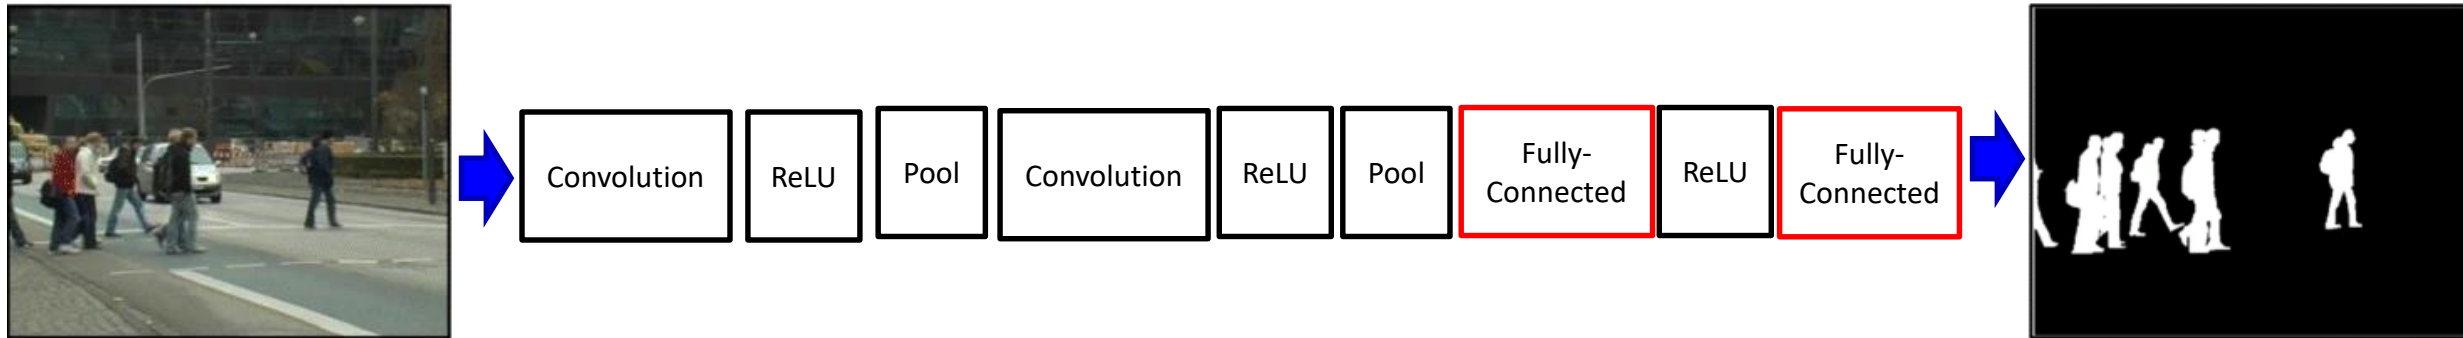 Convolution
ReLU
Pool
Convolution
ReLU
Pool
Fully-
Connected
ReLU
Fully-
Connected